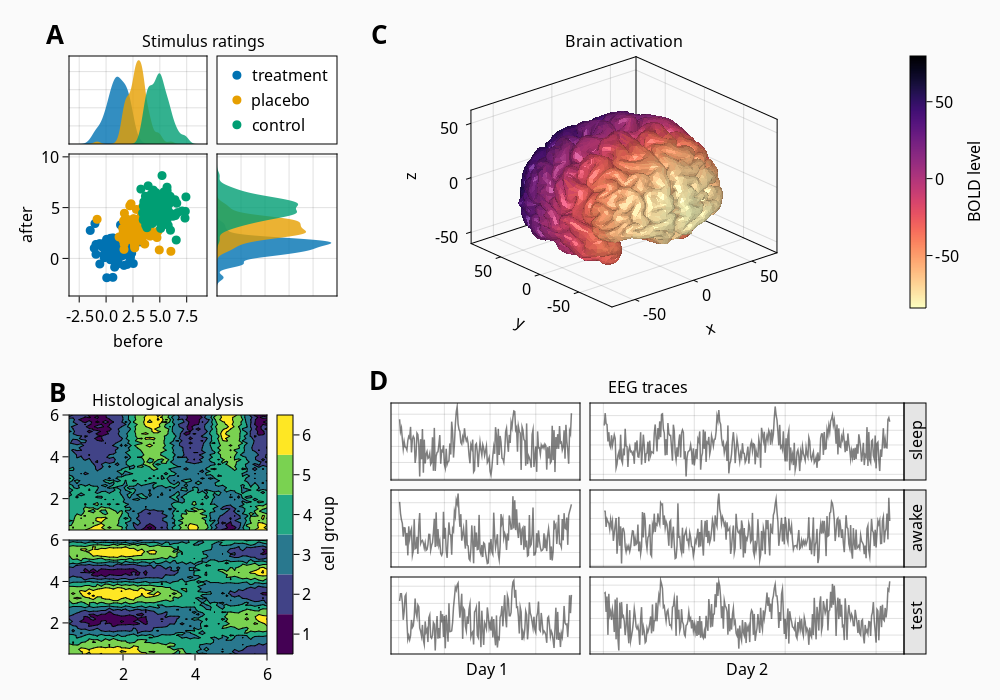 A
Stimulus ratings
treatment
placebo
control
10
5
0
after
-2.5 0.0 2.5 5.0 7.5
before
C
Brain activation
50
0
-50
z
50
0
-50
y
-50
0
50
x
50
0
-50
BOLD level
B
Histological analysis
6
4
2
6
4
2
2 4 6
6
5
4
3
2
1
cell group
D
EEG traces
sleep
awake
test
Day 1 Day 2